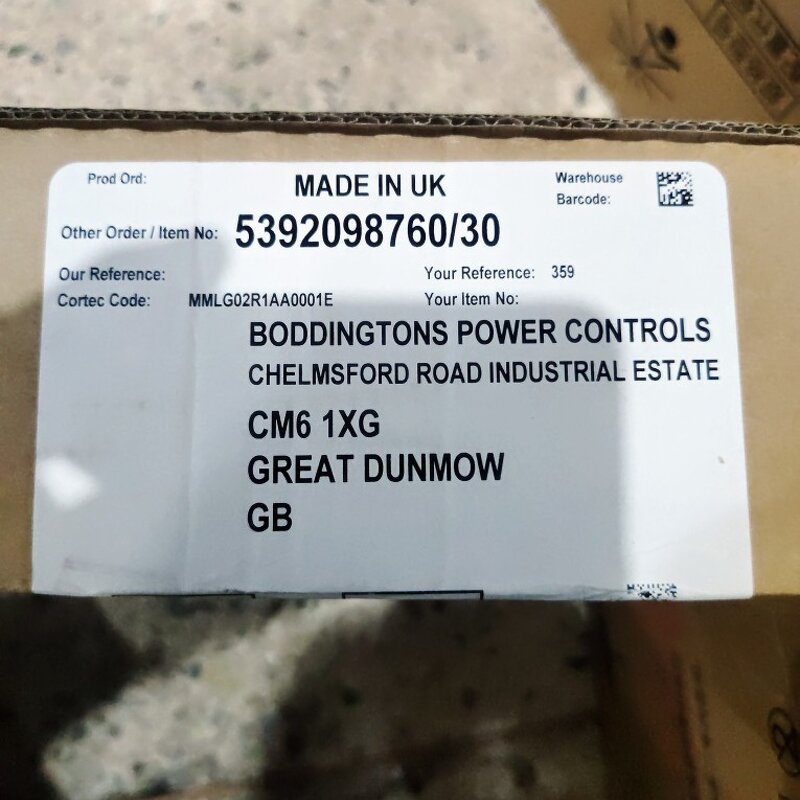 Prod Ord:
MADE IN UK
Warehouse
Barcode:
Other Order / Item No: 5392098760/30
Our Reference:
Your Reference: 359
Cortec Code: MMLG02R1AA0001E
Your Item No:
BODDINGTONS POWER CONTROLS
CHELMSFORD ROAD INDUSTRIAL ESTATE
CM6 1XG
GREAT DUNMOW
GB